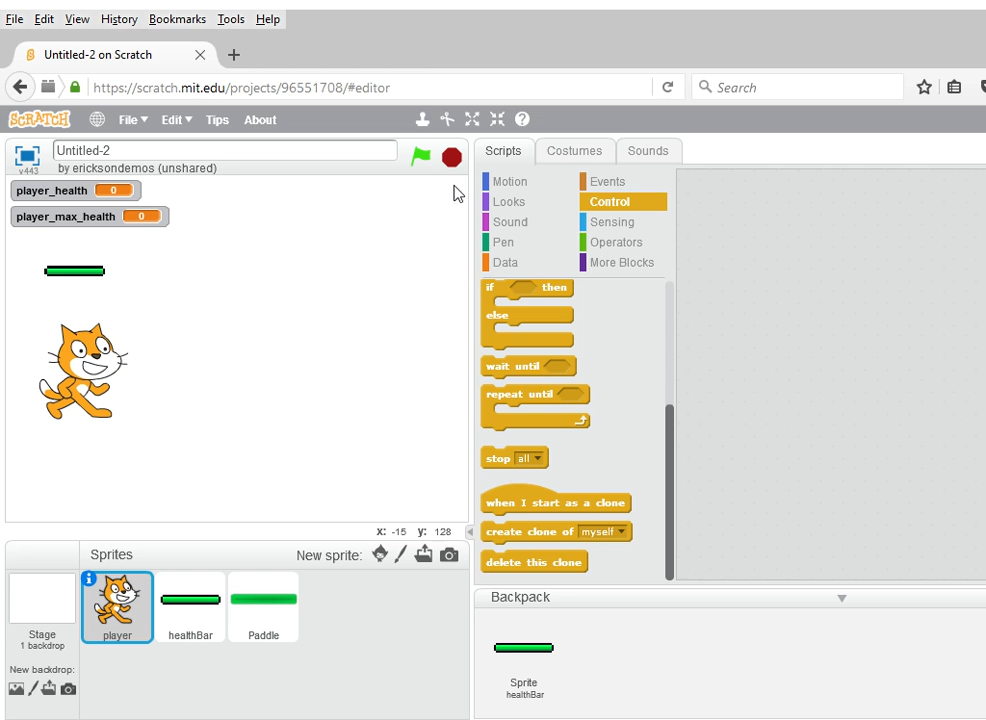 File Edit View History Bookmarks Tools Help
Untitled-2 on Scratch
https://scratch.mit.edu/projects/96551708/#editor
Search
SCRATCH File Edit Tips About
v443
Untitled-2
by ericksondemos (unshared)
player_health 0
player_max_health 0
x: -15 y: 128
Scripts Costumes Sounds
Motion Events
Looks Control
Sound Sensing
Pen Operators
Data More Blocks
if then
else
wait until
repeat until
stop all
when I start as a clone
create clone of myself
delete this clone
Sprites New sprite:
Stage
1 backdrop
New backdrop:
player
healthBar
Paddle
Backpack
Sprite
healthBar